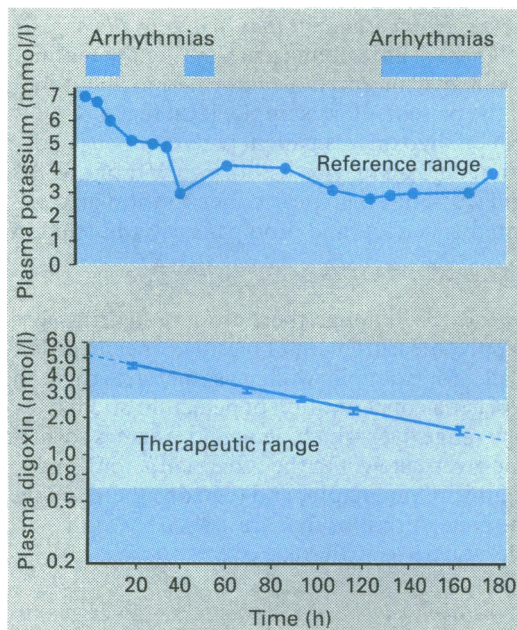 Arrhythmias Arrhythmias
Plasma potassium (mmol/l)
7
6
5
4
3
2
1
0
Reference range
Plasma digoxin (nmol/l)
6.0
5.0
4.0
3.0
2.0
1.0
0.8
0.5
0.2
Therapeutic range
20 40 60 80 100 120 140 160 180
Time (h)